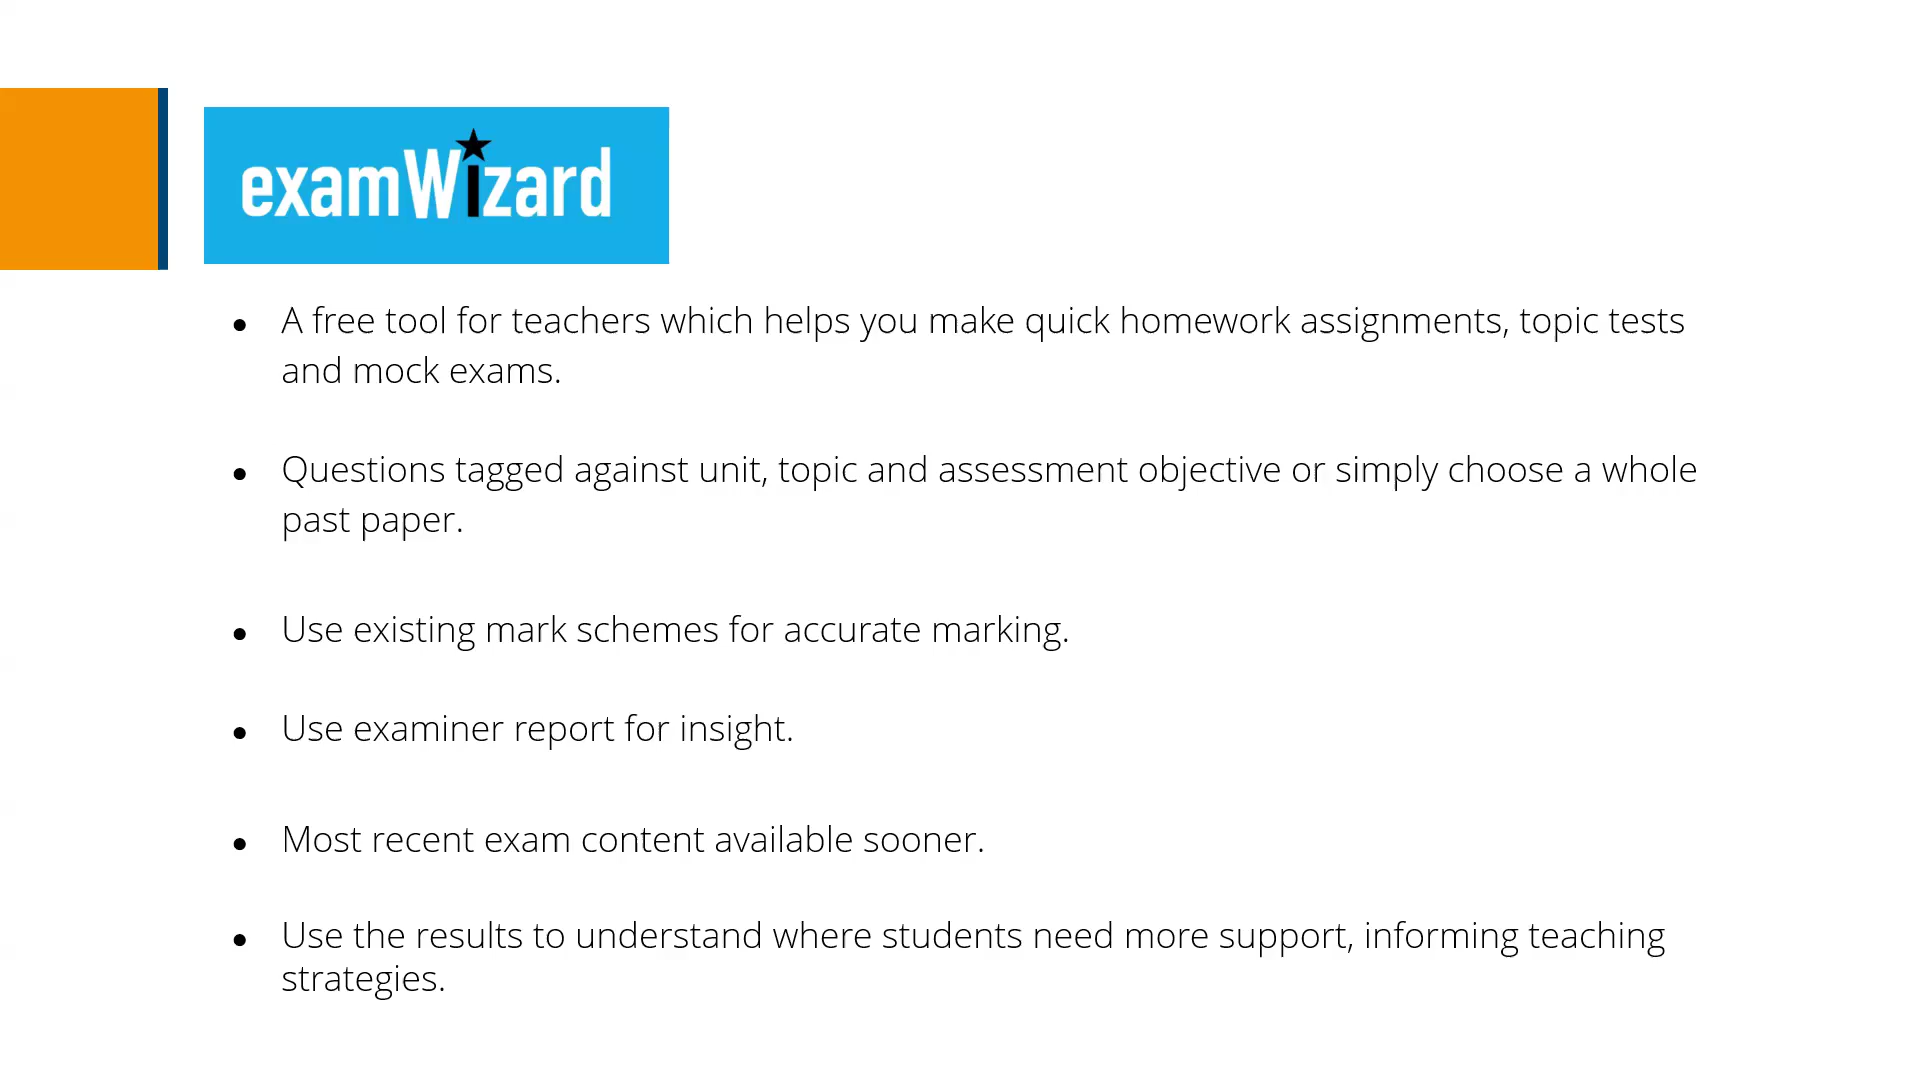 examWizard
● A free tool for teachers which helps you make quick homework assignments, topic tests
and mock exams.
● Questions tagged against unit, topic and assessment objective or simply choose a whole
past paper.
● Use existing mark schemes for accurate marking.
● Use examiner report for insight.
● Most recent exam content available sooner.
● Use the results to understand where students need more support, informing teaching
strategies.